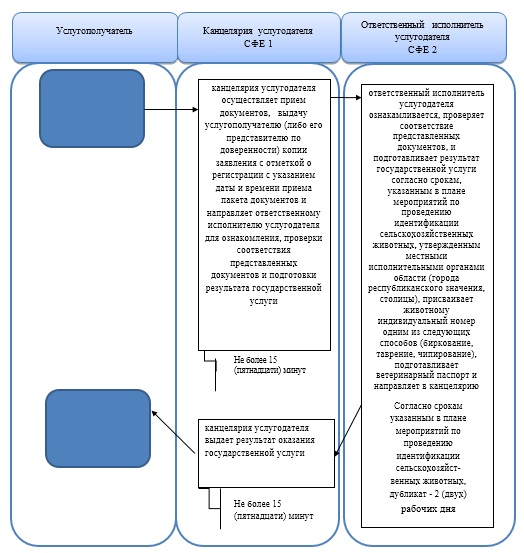 Услугополучатель
Канцелярия услугодателя
СФЕ 1
Ответственный исполнитель
услугодателя
СФЕ 2
канцелярия услугодателя
осуществляет прием
документов, выдачу
услугополучателю (либо его
представителю по
доверенности) копии
заявления с отметкой о
регистрации с указанием
даты и времени приема
пакета документов и
направляет ответственному
исполнителю услугодателя
для ознакомления, проверки
соответствия
представленных
документов и подготовки
результата государственной
услуги
Не более 15
(пятнадцати) минут
ответственный исполнитель
услугодателя
ознакамливается, проверяет
соответствие
представленных
документов, и
подготавливает результат
государственной услуги
согласно срокам,
указанным в плане
мероприятий по
проведению
идентификации
сельскохозяйственных
животных, утвержденным
местными
исполнительными органами
области (города
республиканского значения,
столицы), присваивает
животному
индивидуальный номер
одним из следующих
способов (биркование,
таврение, чипирование),
подготавливает
ветеринарный паспорт и
направляет в канцелярию
Согласно срокам
указанным в плане
мероприятий по
проведению
идентификации
сельскохозяйст-
венных животных,
дубликат - 2 (двух)
рабочих дня
канцелярия услугодателя
выдает результат оказания
государственной услуги
Не более 15
(пятнадцати) минут